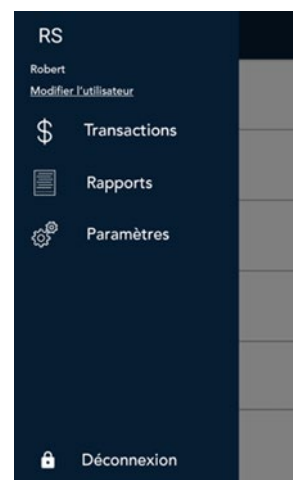 RS
Robert
Modifier l'utilisateur
$ Transactions
Rapports
Paramètres
Déconnexion